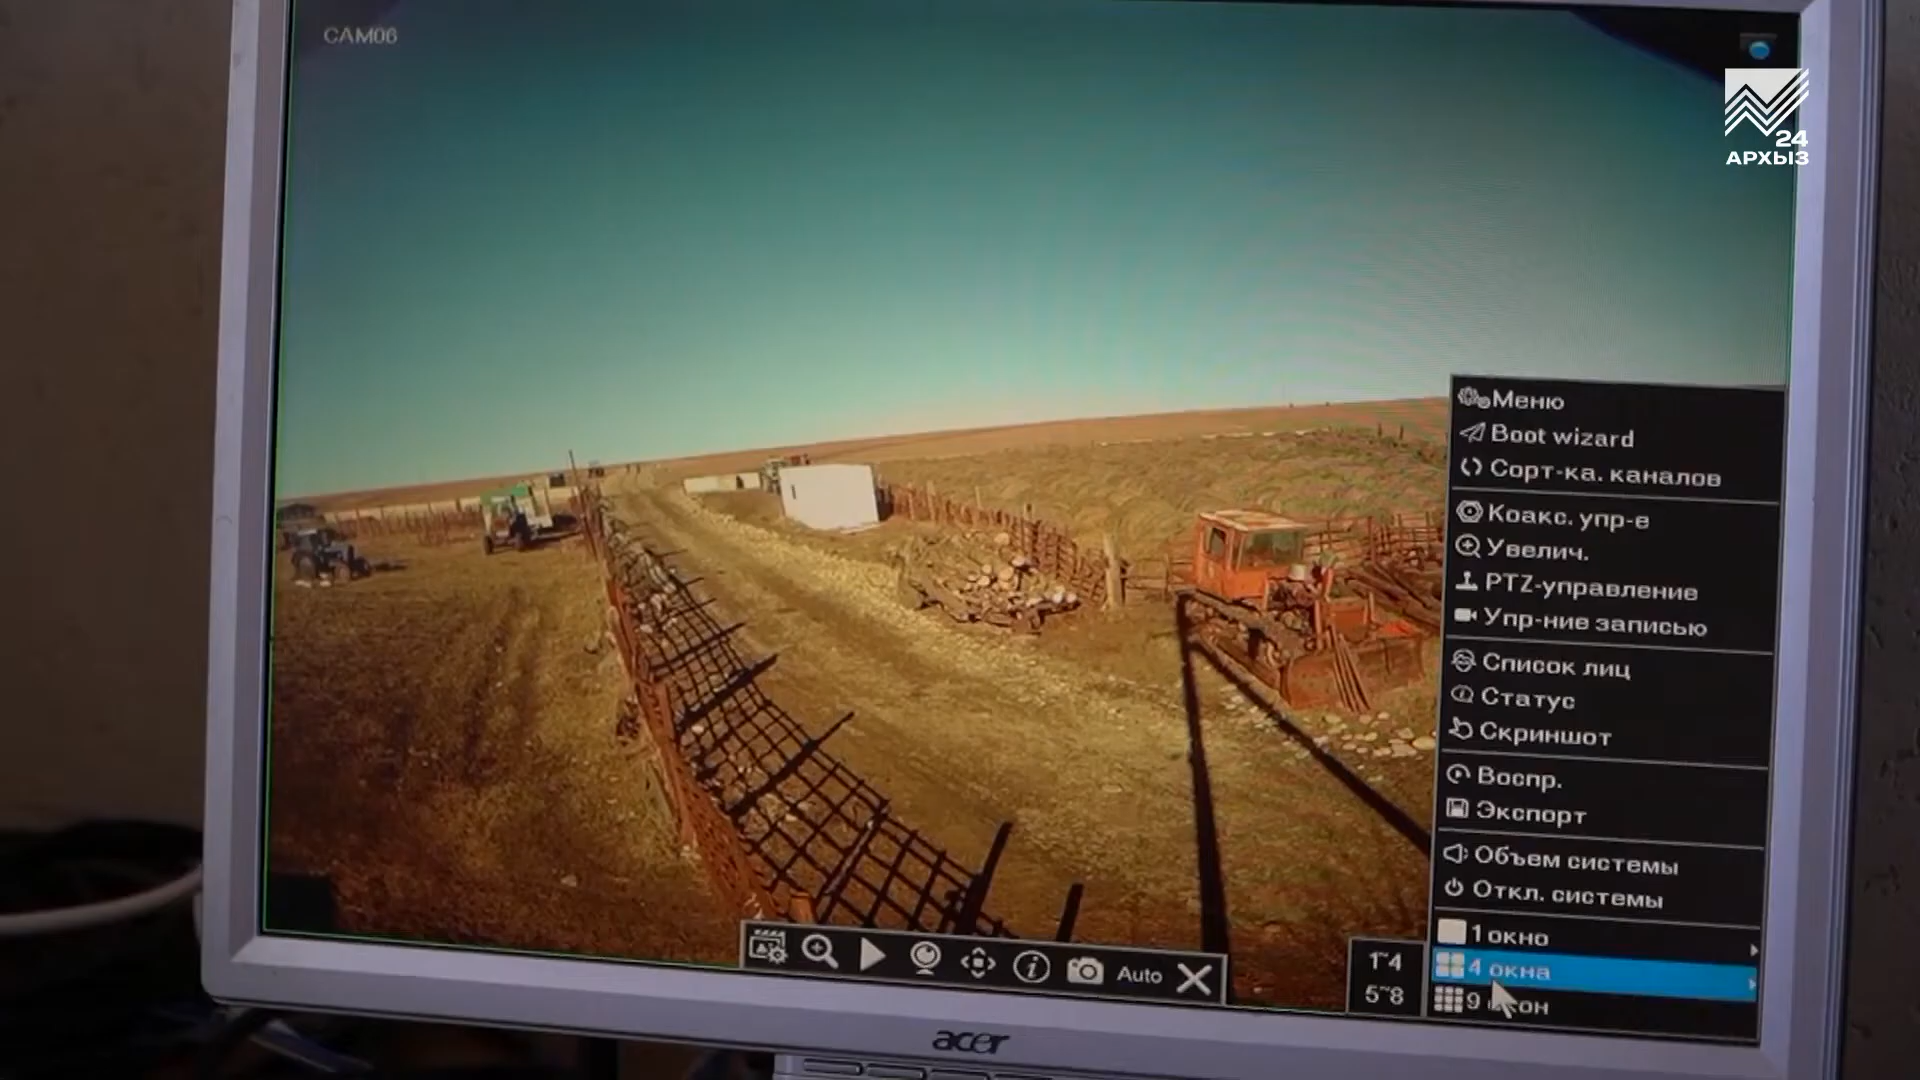 CAM06
24
АРХЫЗ
Меню
Boot wizard
Сорт-ка. каналов
Коакс. упр-е
Увелич.
PTZ-управление
Упр-ние записью
Список лиц
Статус
Скриншот
Воспр.
Экспорт
Объем системы
Откл. системы
1 окно
4 окна
9
1~4
5~8
Auto
acer